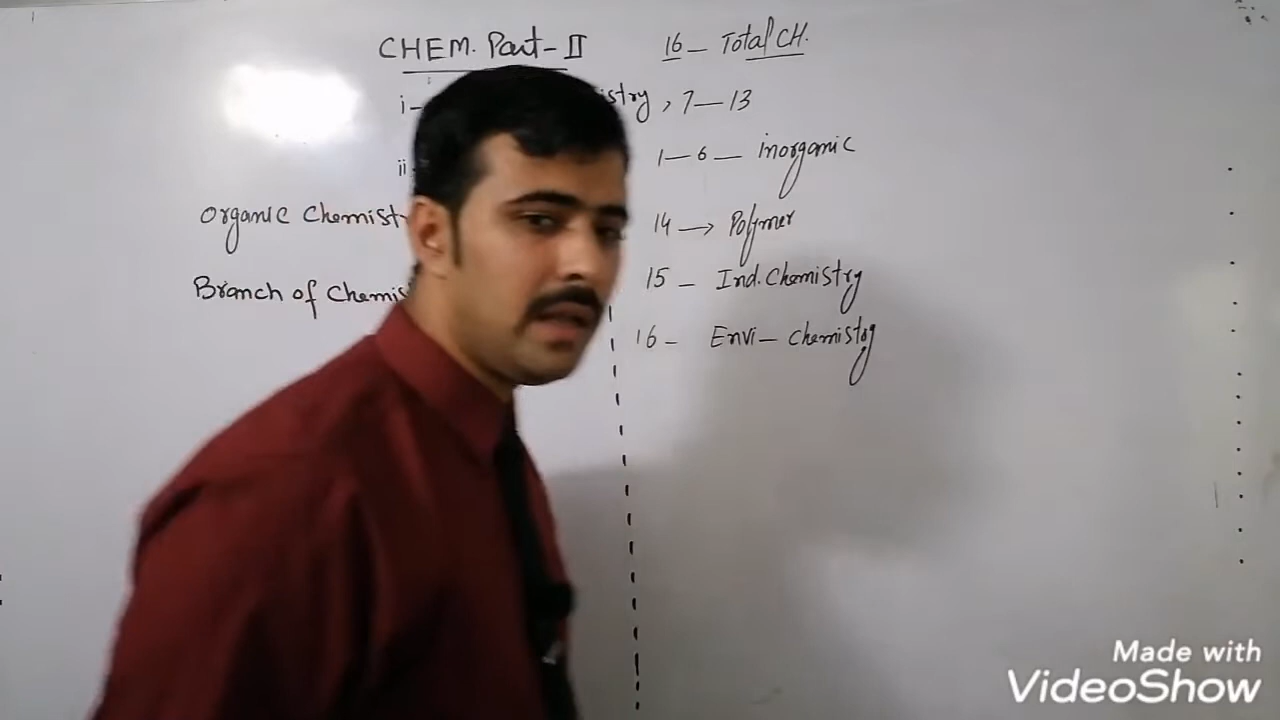 CHEM. Part-II 16 - Total CH.
i - istry, 7-13
ii 1-6 - inorganic
Organic Chemist 14 → Polymer
Branch of Chemis 15 - Ind. Chemistry
16 - Envi- chemistry
Made with
VideoShow